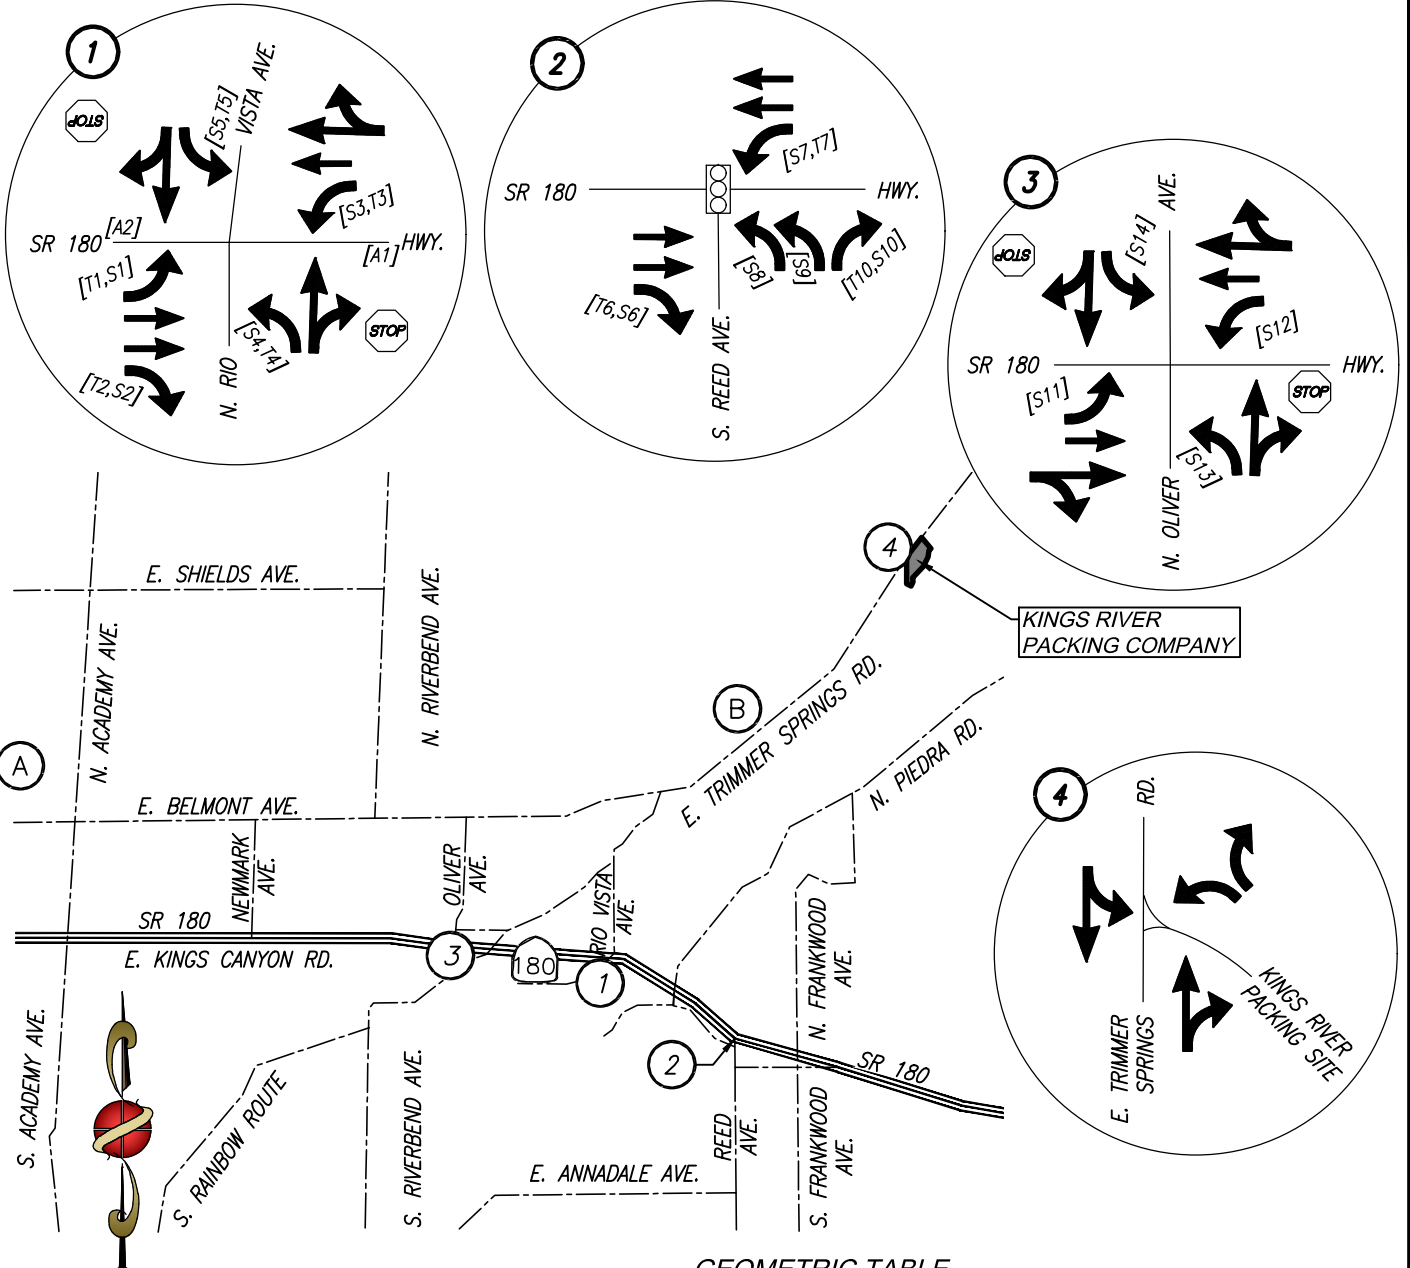 1
STOP
[S5,T5]
VISTA AVE.
[S3,T3]
[A2]
SR 180
HWY.
[A1]
[T1,S1]
[S4,T4]
STOP
[T2,S2]
N. RIO
2
[S7,T7]
SR 180
HWY.
[S8]
[S9]
[T10,S10]
[T6,S6]
S. REED AVE.
3
AVE.
STOP
[S14]
[S12]
SR 180
HWY.
[S11]
STOP
[S13]
N. OLIVER
4
KINGS RIVER
PACKING COMPANY
E. SHIELDS AVE.
N. ACADEMY AVE.
N. RIVERBEND AVE.
A
B
E. TRIMMER SPRINGS RD.
N. PIEDRA RD.
E. BELMONT AVE.
NEWMARK
AVE.
OLIVER
AVE.
RIO VISTA
AVE.
N. FRANKWOOD
AVE.
SR 180
E. KINGS CANYON RD.
3
180
1
2
SR 180
S. ACADEMY AVE.
S. RAINBOW ROUTE
S. RIVERBEND AVE.
REED
AVE.
S. FRANKWOOD
AVE.
E. ANNADALE AVE.
4
RD.
E. TRIMMER
SPRINGS
KINGS RIVER
PACKING SITE
GEOMETRIC TABLE